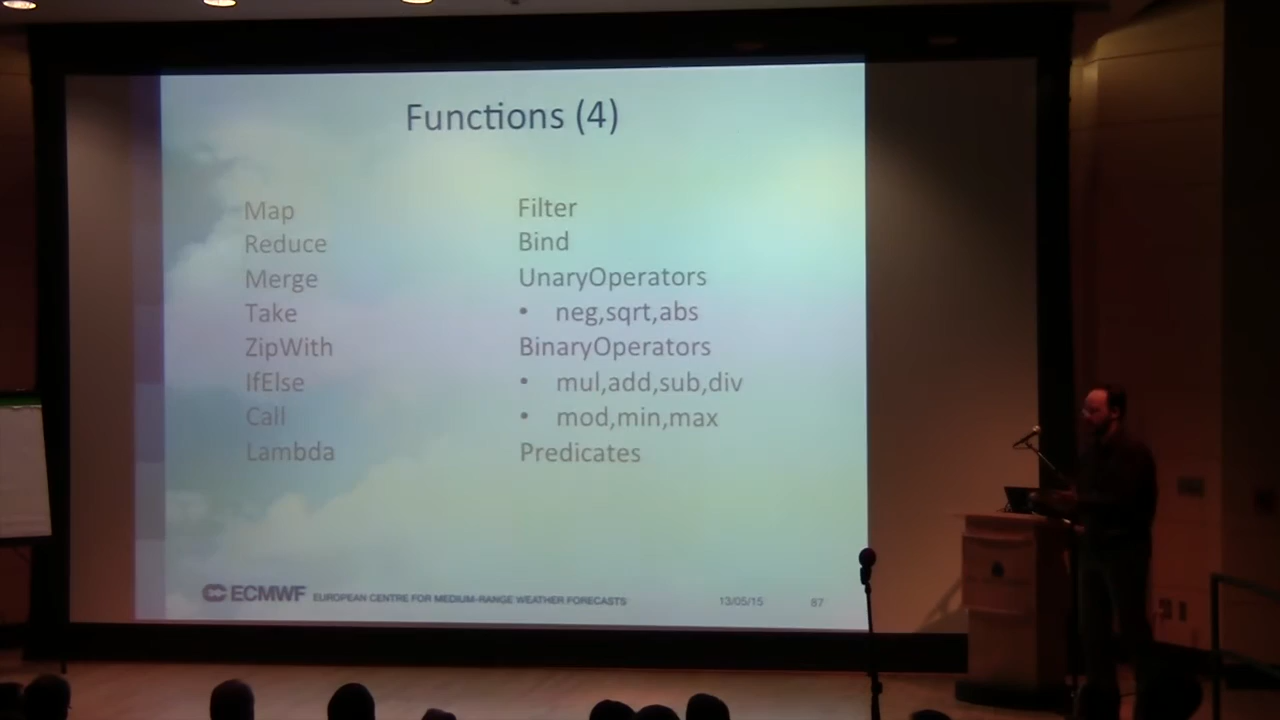 Functions (4)
Map
Reduce
Merge
Take
ZipWith
IfElse
Call
Lambda
Filter
Bind
UnaryOperators
• neg,sqrt,abs
BinaryOperators
• mul,add,sub,div
• mod,min,max
Predicates
ECMWF EUROPEAN CENTRE FOR MEDIUM-RANGE WEATHER FORECASTS 13/05/15 87